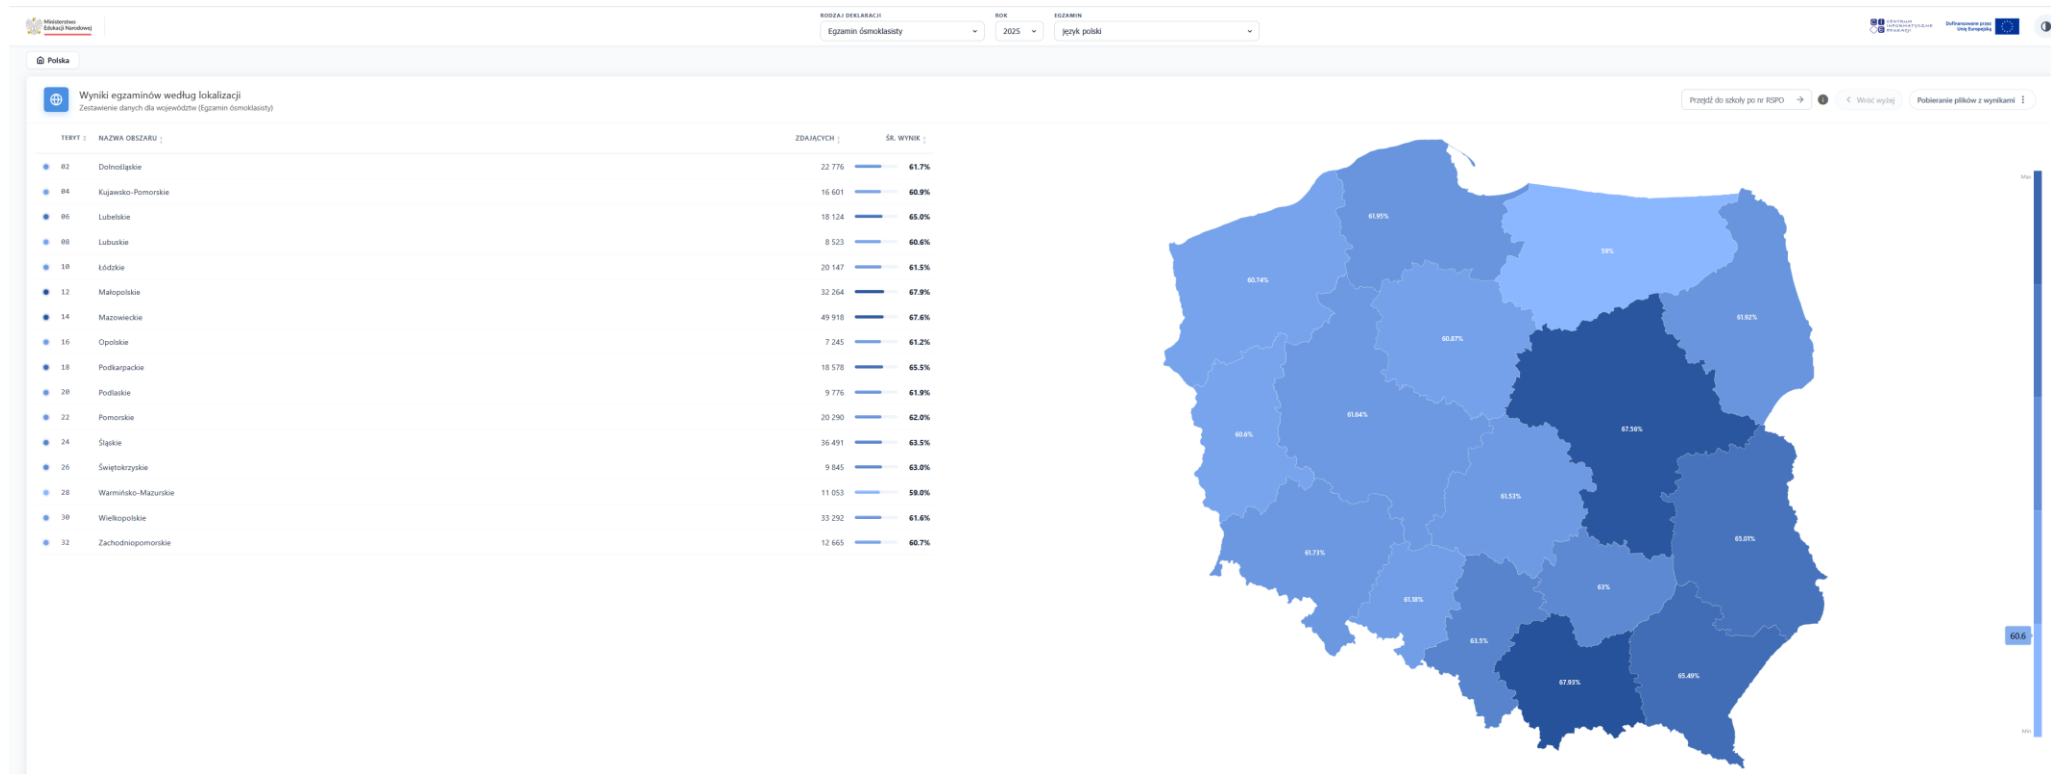 Ministerstwo
Edukacji Narodowej
RODZAJ DEKLARACJI
Egzamin ósmoklasisty
ROK
2025
EGZAMIN
język polski
CENTRUM
INFORMATYCZNE
EDUKACJI
Dofinansowane przez
Unię Europejską
Polska
Wyniki egzaminów według lokalizacji
Zestawienie danych dla województw (Egzamin ósmoklasisty)
Przejdź do szkoły po nr RSPO
Wróć wyżej
Pobieranie plików z wynikami
TERYT NAZWA OBSZARU ZDAJĄCYCH ŚR. WYNIK
02 Dolnośląskie 22 776 61.7%
04 Kujawsko-Pomorskie 16 601 60.9%
06 Lubelskie 18 124 65.0%
08 Lubuskie 8 523 60.6%
10 Łódzkie 20 147 61.5%
12 Małopolskie 32 264 67.9%
14 Mazowieckie 49 918 67.6%
16 Opolskie 7 245 61.2%
18 Podkarpackie 18 578 65.5%
20 Podlaskie 9 776 61.9%
22 Pomorskie 20 290 62.0%
24 Śląskie 36 491 63.5%
26 Świętokrzyskie 9 845 63.0%
28 Warmińsko-Mazurskie 11 053 59.0%
30 Wielkopolskie 33 292 61.6%
32 Zachodniopomorskie 12 665 60.7%
61.95%
59%
60.74%
61.92%
60.87%
61.64%
67.56%
60.6%
61.53%
65.01%
61.73%
63%
61.18%
63.5%
65.49%
67.93%
Max
60.6
Min